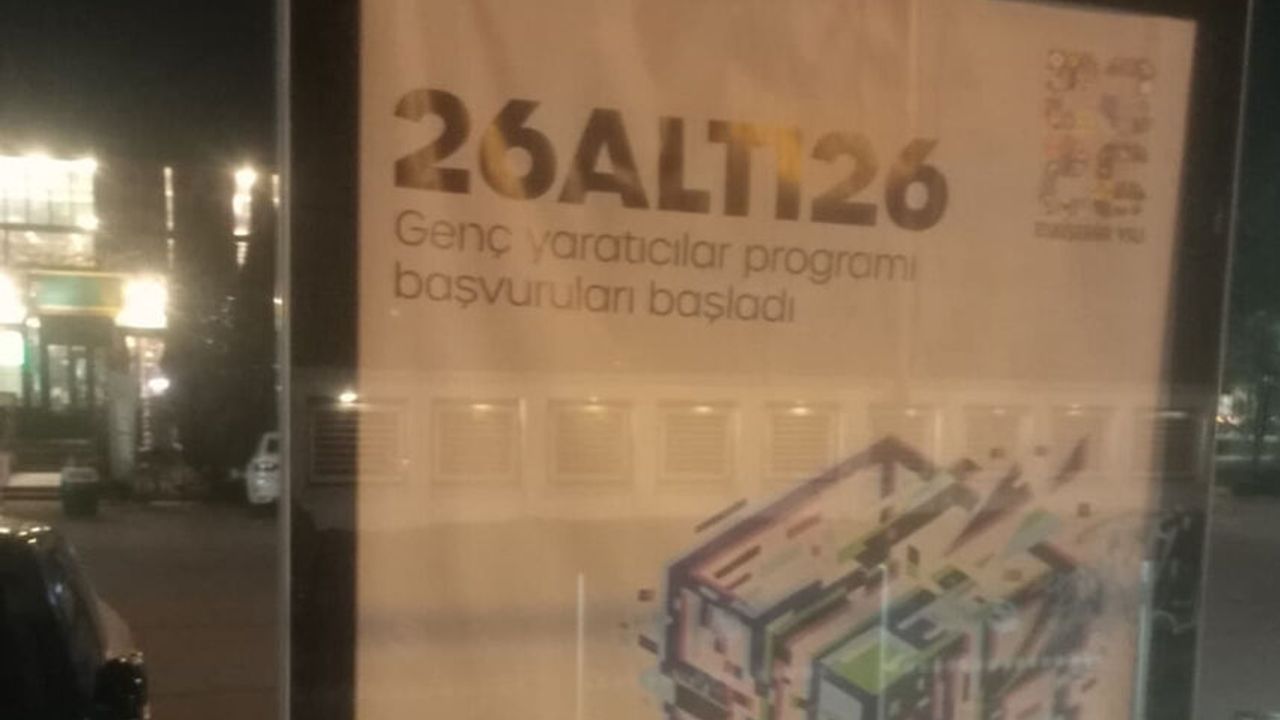 26ALTI26
Genç yaratıcılar programı
başvuruları başladı